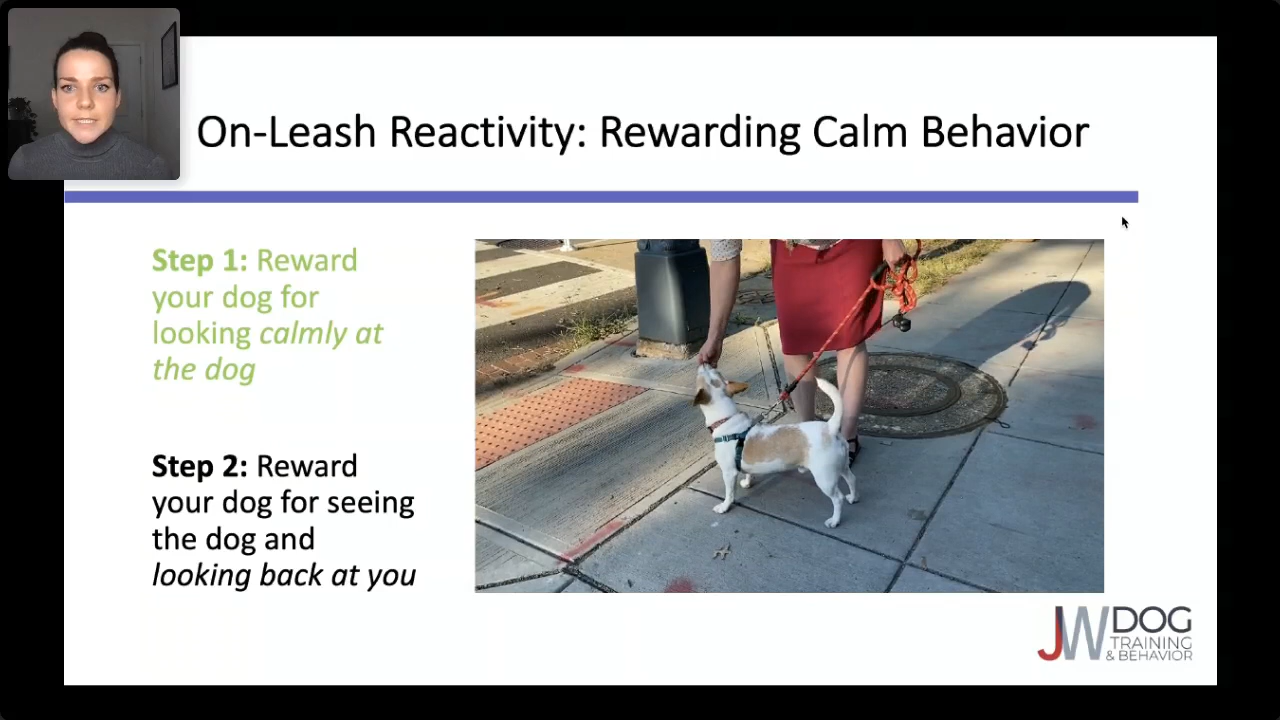 On-Leash Reactivity: Rewarding Calm Behavior
Step 1: Reward
your dog for
looking calmly at
the dog
Step 2: Reward
your dog for seeing
the dog and
looking back at you
JW DOG
TRAINING
& BEHAVIOR